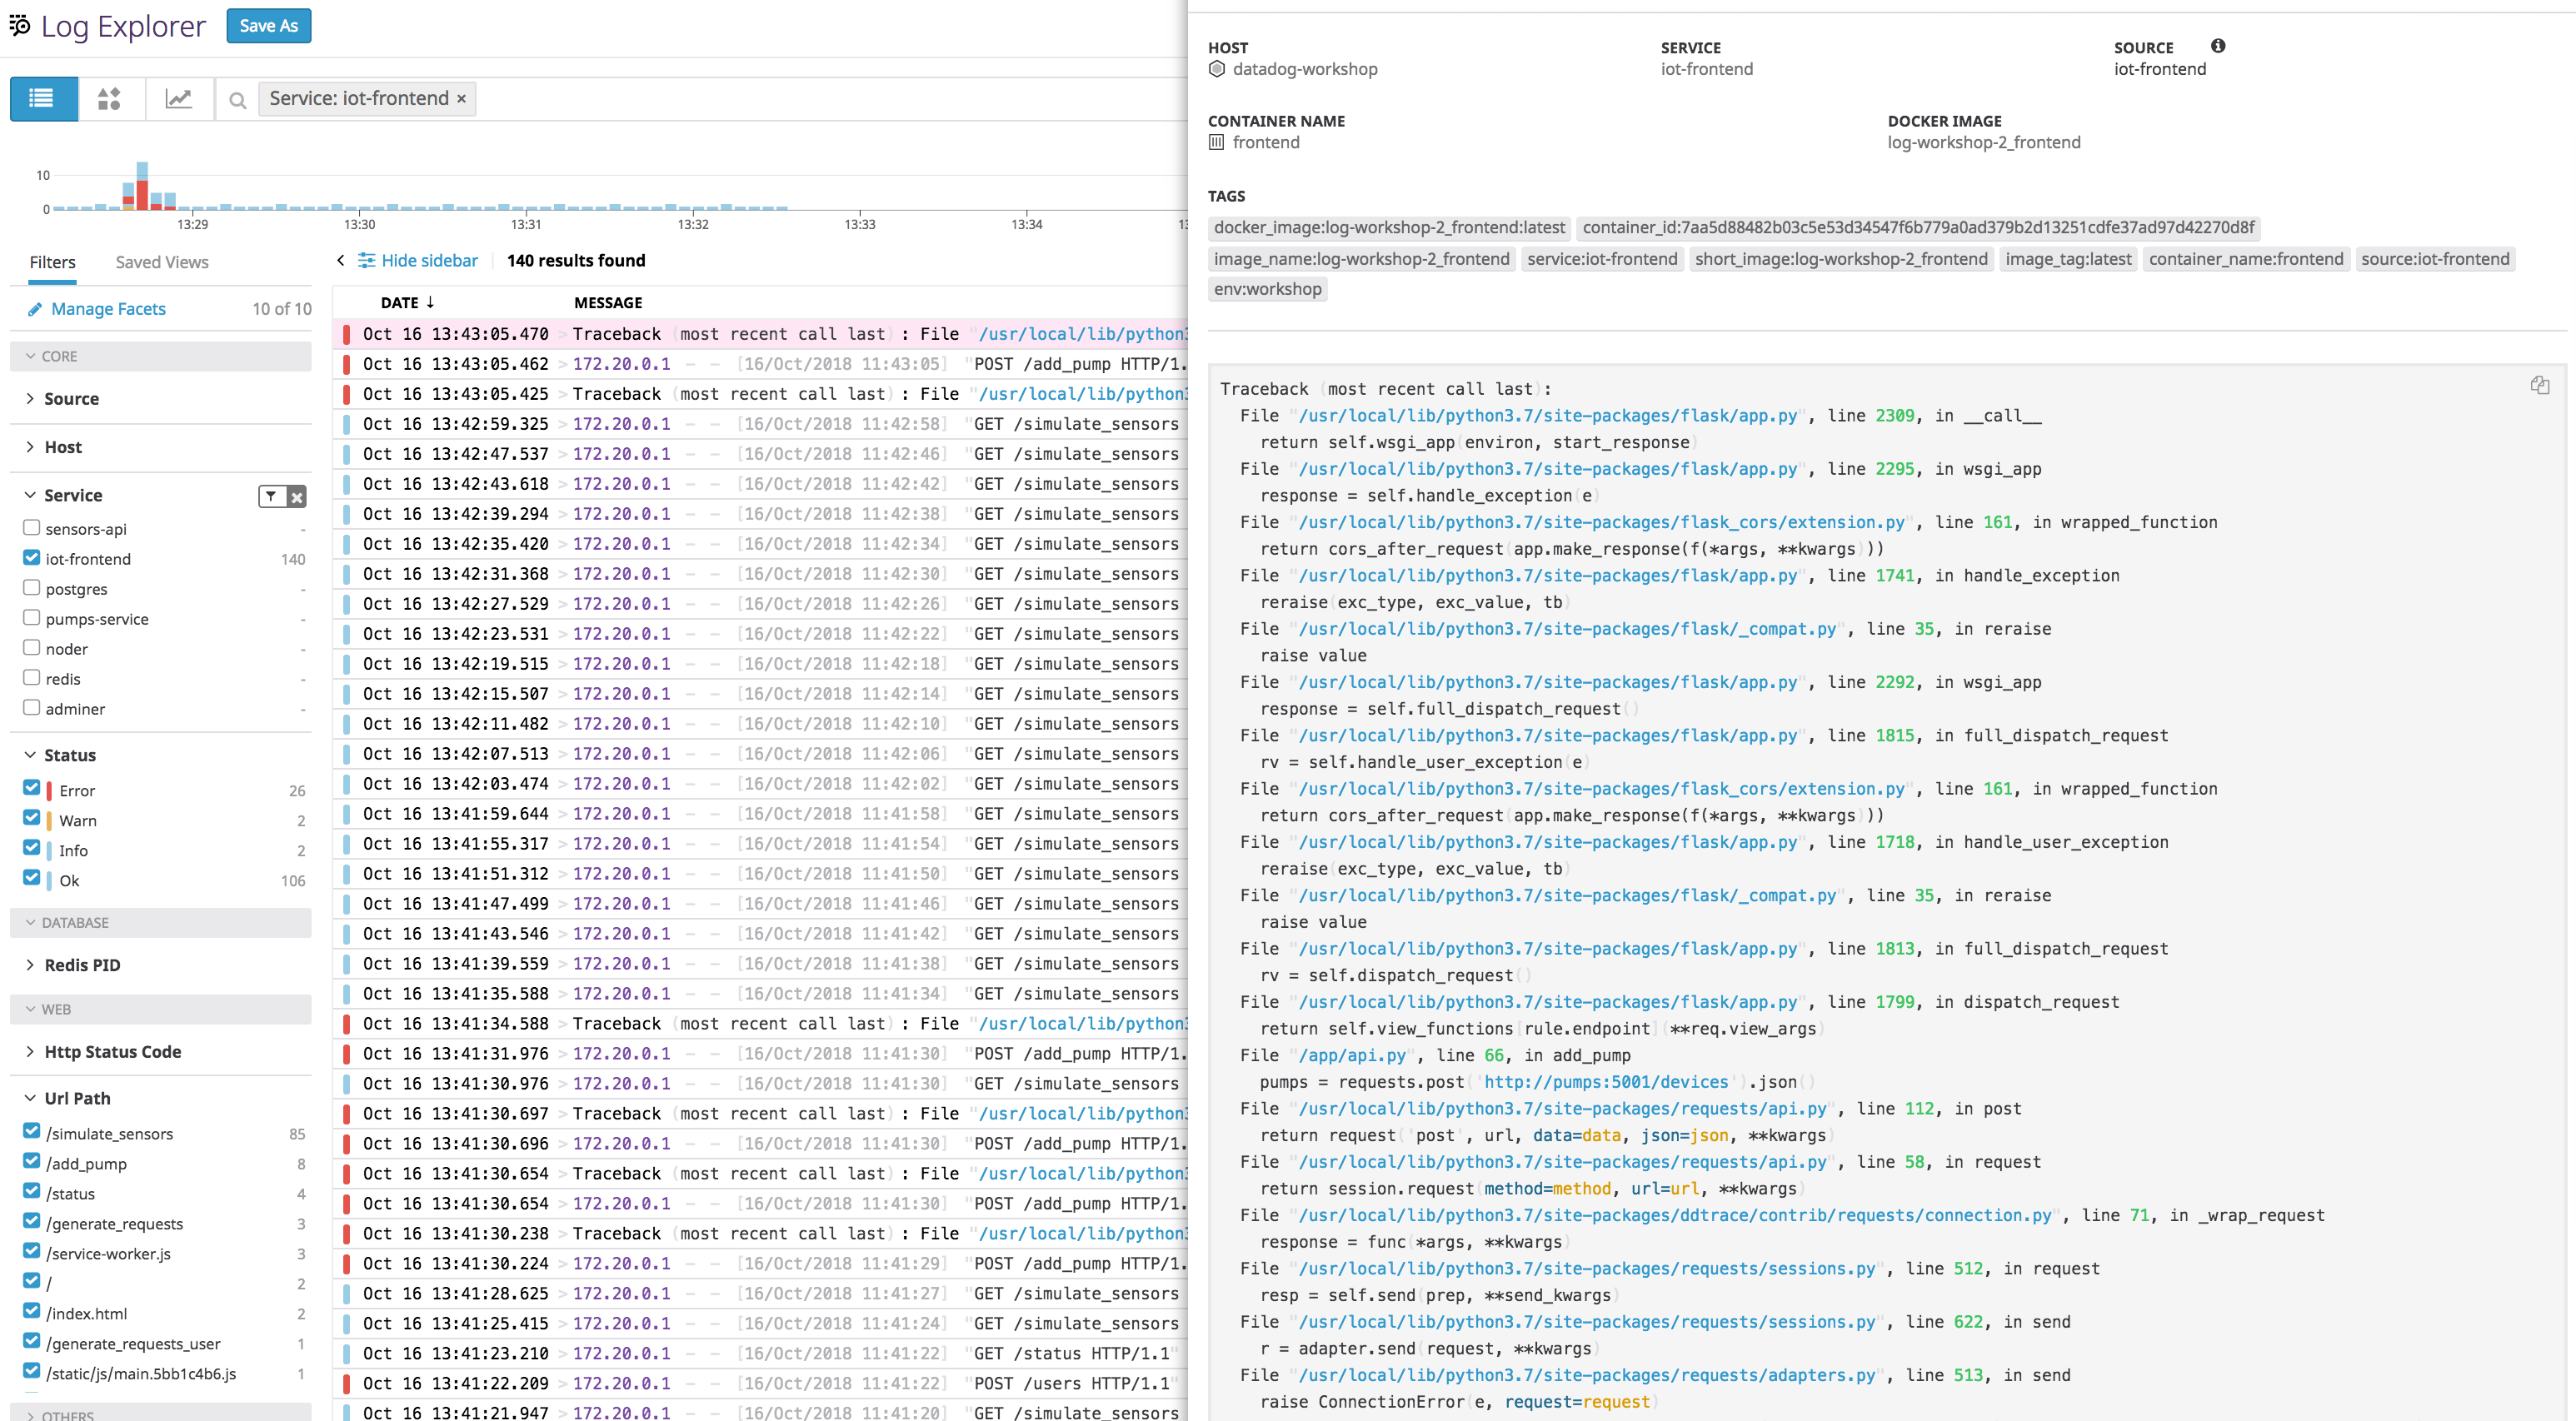 Log Explorer
Save As
Service: iot-frontend ×
10
0
13:29
13:30
13:31
13:32
13:33
13:34
Filters
Saved Views
Manage Facets
10 of 10
CORE
Source
Host
Service
sensors-api -
iot-frontend 140
postgres -
pumps-service -
noder -
redis -
adminer -
Status
Error 26
Warn 2
Info 2
Ok 106
DATABASE
Redis PID
WEB
Http Status Code
Url Path
/simulate_sensors 85
/add_pump 8
/status 4
/generate_requests 3
/service-worker.js 3
/ 2
/index.html 2
/generate_requests_user 1
/static/js/main.5bb1c4b6.js 1
OTHERS
Hide sidebar
140 results found
DATE ↓ MESSAGE
Oct 16 13:43:05.470 > Traceback (most recent call last) : File "/usr/local/lib/python3
Oct 16 13:43:05.462 > 172.20.0.1 - - [16/Oct/2018 11:43:05] "POST /add_pump HTTP/1.
Oct 16 13:43:05.425 > Traceback (most recent call last) : File "/usr/local/lib/python3
Oct 16 13:42:59.325 > 172.20.0.1 - - [16/Oct/2018 11:42:58] "GET /simulate_sensors
Oct 16 13:42:47.537 > 172.20.0.1 - - [16/Oct/2018 11:42:46] "GET /simulate_sensors
Oct 16 13:42:43.618 > 172.20.0.1 - - [16/Oct/2018 11:42:42] "GET /simulate_sensors
Oct 16 13:42:39.294 > 172.20.0.1 - - [16/Oct/2018 11:42:38] "GET /simulate_sensors
Oct 16 13:42:35.420 > 172.20.0.1 - - [16/Oct/2018 11:42:34] "GET /simulate_sensors
Oct 16 13:42:31.368 > 172.20.0.1 - - [16/Oct/2018 11:42:30] "GET /simulate_sensors
Oct 16 13:42:27.529 > 172.20.0.1 - - [16/Oct/2018 11:42:26] "GET /simulate_sensors
Oct 16 13:42:23.531 > 172.20.0.1 - - [16/Oct/2018 11:42:22] "GET /simulate_sensors
Oct 16 13:42:19.515 > 172.20.0.1 - - [16/Oct/2018 11:42:18] "GET /simulate_sensors
Oct 16 13:42:15.507 > 172.20.0.1 - - [16/Oct/2018 11:42:14] "GET /simulate_sensors
Oct 16 13:42:11.482 > 172.20.0.1 - - [16/Oct/2018 11:42:10] "GET /simulate_sensors
Oct 16 13:42:07.513 > 172.20.0.1 - - [16/Oct/2018 11:42:06] "GET /simulate_sensors
Oct 16 13:42:03.474 > 172.20.0.1 - - [16/Oct/2018 11:42:02] "GET /simulate_sensors
Oct 16 13:41:59.644 > 172.20.0.1 - - [16/Oct/2018 11:41:58] "GET /simulate_sensors
Oct 16 13:41:55.317 > 172.20.0.1 - - [16/Oct/2018 11:41:54] "GET /simulate_sensors
Oct 16 13:41:51.312 > 172.20.0.1 - - [16/Oct/2018 11:41:50] "GET /simulate_sensors
Oct 16 13:41:47.499 > 172.20.0.1 - - [16/Oct/2018 11:41:46] "GET /simulate_sensors
Oct 16 13:41:43.546 > 172.20.0.1 - - [16/Oct/2018 11:41:42] "GET /simulate_sensors
Oct 16 13:41:39.559 > 172.20.0.1 - - [16/Oct/2018 11:41:38] "GET /simulate_sensors
Oct 16 13:41:35.588 > 172.20.0.1 - - [16/Oct/2018 11:41:34] "GET /simulate_sensors
Oct 16 13:41:34.588 > Traceback (most recent call last) : File "/usr/local/lib/python3
Oct 16 13:41:31.976 > 172.20.0.1 - - [16/Oct/2018 11:41:30] "POST /add_pump HTTP/1.
Oct 16 13:41:30.976 > 172.20.0.1 - - [16/Oct/2018 11:41:30] "GET /simulate_sensors
Oct 16 13:41:30.697 > Traceback (most recent call last) : File "/usr/local/lib/python3
Oct 16 13:41:30.696 > 172.20.0.1 - - [16/Oct/2018 11:41:30] "POST /add_pump HTTP/1.
Oct 16 13:41:30.654 > Traceback (most recent call last) : File "/usr/local/lib/python3
Oct 16 13:41:30.654 > 172.20.0.1 - - [16/Oct/2018 11:41:30] "POST /add_pump HTTP/1.
Oct 16 13:41:30.238 > Traceback (most recent call last) : File "/usr/local/lib/python3
Oct 16 13:41:30.224 > 172.20.0.1 - - [16/Oct/2018 11:41:29] "POST /add_pump HTTP/1.
Oct 16 13:41:28.625 > 172.20.0.1 - - [16/Oct/2018 11:41:27] "GET /simulate_sensors
Oct 16 13:41:25.415 > 172.20.0.1 - - [16/Oct/2018 11:41:24] "GET /simulate_sensors
Oct 16 13:41:23.210 > 172.20.0.1 - - [16/Oct/2018 11:41:22] "GET /status HTTP/1.1"
Oct 16 13:41:22.209 > 172.20.0.1 - - [16/Oct/2018 11:41:22] "POST /users HTTP/1.1"
Oct 16 13:41:21.947 > 172.20.0.1 - - [16/Oct/2018 11:41:20] "GET /simulate_sensors
HOST
datadog-workshop
SERVICE
iot-frontend
SOURCE
iot-frontend
CONTAINER NAME
frontend
DOCKER IMAGE
log-workshop-2_frontend
TAGS
docker_image:log-workshop-2_frontend:latest container_id:7aa5d88482b03c5e53d34547f6b779a0ad379b2d13251cdfe37ad97d42270d8f
image_name:log-workshop-2_frontend service:iot-frontend short_image:log-workshop-2_frontend image_tag:latest container_name:frontend source:iot-frontend
env:workshop
Traceback (most recent call last):
File "/usr/local/lib/python3.7/site-packages/flask/app.py", line 2309, in __call__
return self.wsgi_app(environ, start_response)
File "/usr/local/lib/python3.7/site-packages/flask/app.py", line 2295, in wsgi_app
response = self.handle_exception(e)
File "/usr/local/lib/python3.7/site-packages/flask_cors/extension.py", line 161, in wrapped_function
return cors_after_request(app.make_response(f(*args, **kwargs)))
File "/usr/local/lib/python3.7/site-packages/flask/app.py", line 1741, in handle_exception
reraise(exc_type, exc_value, tb)
File "/usr/local/lib/python3.7/site-packages/flask/_compat.py", line 35, in reraise
raise value
File "/usr/local/lib/python3.7/site-packages/flask/app.py", line 2292, in wsgi_app
response = self.full_dispatch_request()
File "/usr/local/lib/python3.7/site-packages/flask/app.py", line 1815, in full_dispatch_request
rv = self.handle_user_exception(e)
File "/usr/local/lib/python3.7/site-packages/flask_cors/extension.py", line 161, in wrapped_function
return cors_after_request(app.make_response(f(*args, **kwargs)))
File "/usr/local/lib/python3.7/site-packages/flask/app.py", line 1718, in handle_user_exception
reraise(exc_type, exc_value, tb)
File "/usr/local/lib/python3.7/site-packages/flask/_compat.py", line 35, in reraise
raise value
File "/usr/local/lib/python3.7/site-packages/flask/app.py", line 1813, in full_dispatch_request
rv = self.dispatch_request()
File "/usr/local/lib/python3.7/site-packages/flask/app.py", line 1799, in dispatch_request
return self.view_functions[rule.endpoint](**req.view_args)
File "/app/api.py", line 66, in add_pump
pumps = requests.post('http://pumps:5001/devices').json()
File "/usr/local/lib/python3.7/site-packages/requests/api.py", line 112, in post
return request('post', url, data=data, json=json, **kwargs)
File "/usr/local/lib/python3.7/site-packages/requests/api.py", line 58, in request
return session.request(method=method, url=url, **kwargs)
File "/usr/local/lib/python3.7/site-packages/ddtrace/contrib/requests/connection.py", line 71, in _wrap_request
response = func(*args, **kwargs)
File "/usr/local/lib/python3.7/site-packages/requests/sessions.py", line 512, in request
resp = self.send(prep, **send_kwargs)
File "/usr/local/lib/python3.7/site-packages/requests/sessions.py", line 622, in send
r = adapter.send(request, **kwargs)
File "/usr/local/lib/python3.7/site-packages/requests/adapters.py", line 513, in send
raise ConnectionError(e, request=request)